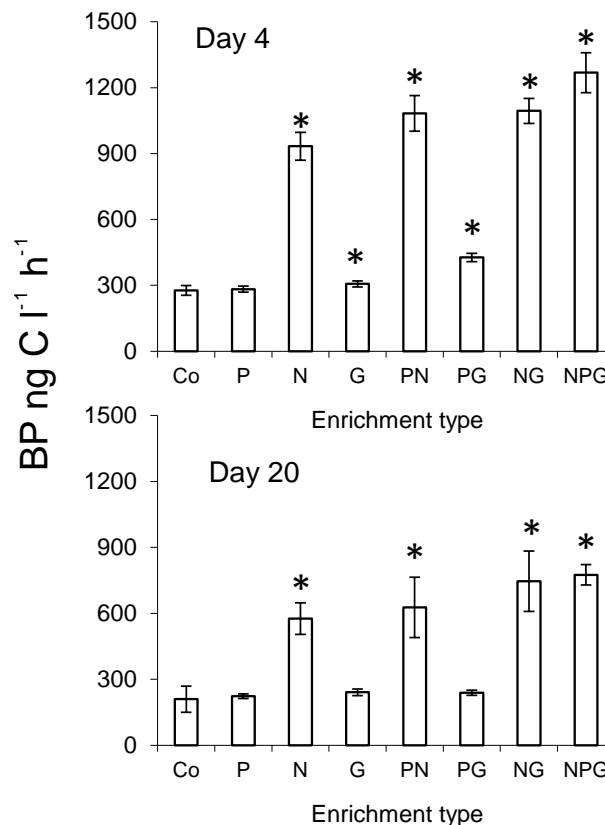 BP ng C l⁻¹ h⁻¹
Day 4
1500
1200
900
600
300
0
* * * * * *
Co P N G PN PG NG NPG
Enrichment type
Day 20
1500
1200
900
600
300
0
* * * *
Co P N G PN PG NG NPG
Enrichment type